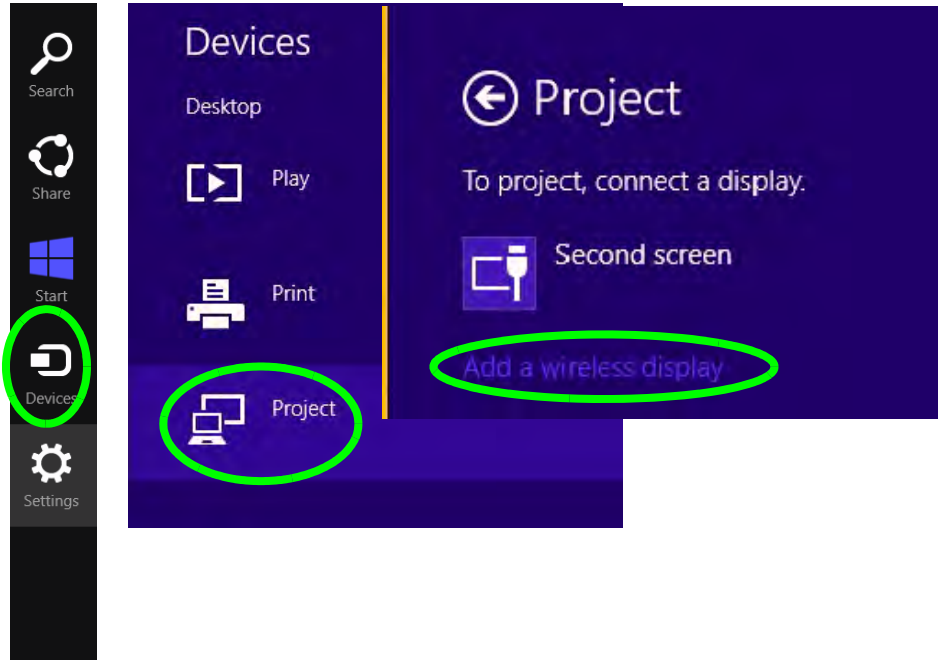 Search
Share
Start
Devices
Settings
Devices
Desktop
Play
Print
Project
Project
To project, connect a display.
Second screen
Add a wireless display